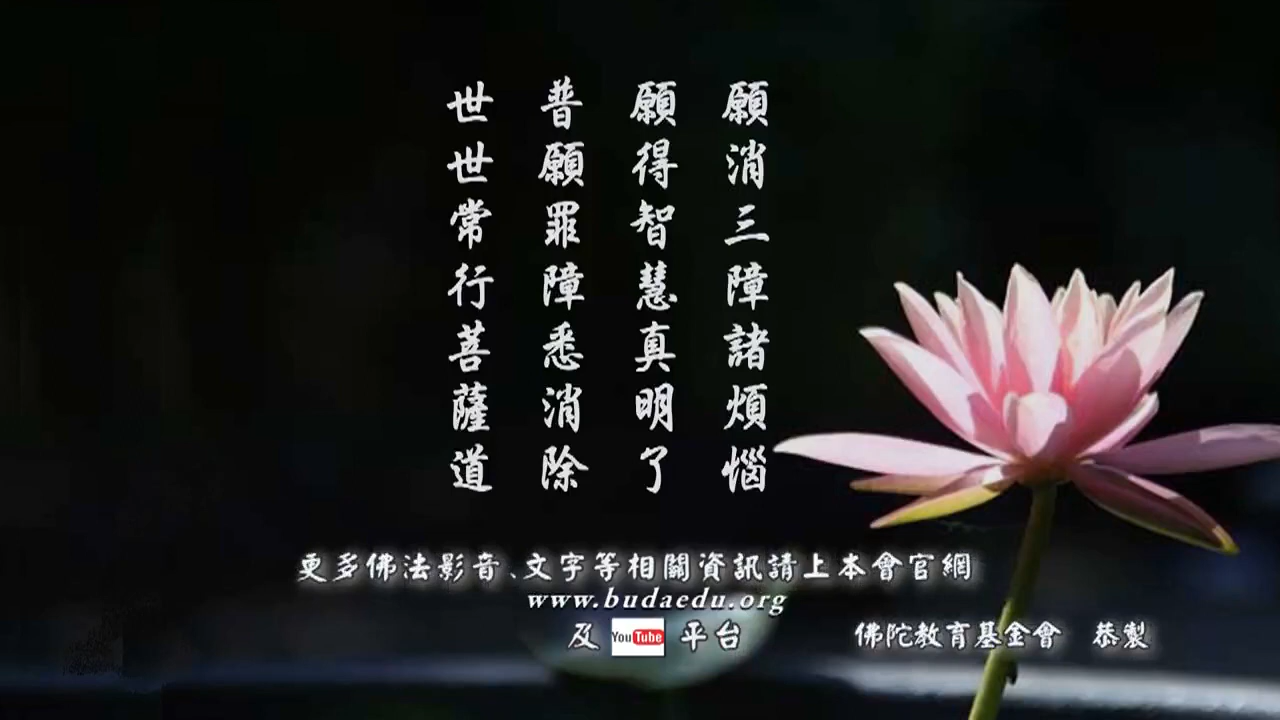 願消三障諸煩惱
願得智慧真明了
普願罪障悉消除
世世常行菩薩道
更多佛法影音、文字等相關資訊請上本會官網
www.budaedu.org
及 YouTube 平台
佛陀教育基金會 恭製